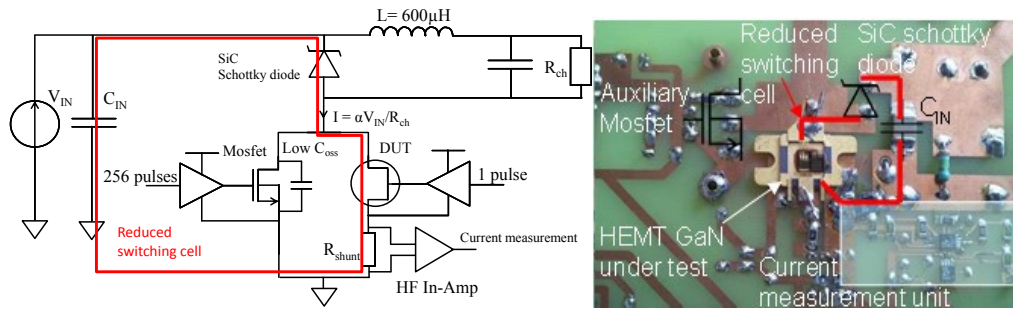 L= 600µH
SiC
Schottky diode
R_ch
V_IN
C_IN
I = αV_IN/R_ch
Mosfet
Low C_oss
DUT
256 pulses
1 pulse
Reduced
switching cell
R_shunt
Current measurement
HF In-Amp
Reduced
switching
cell
SiC schottky
diode
Auxiliary
Mosfet
C_IN
HEMT GaN
under test
Current
measurement unit